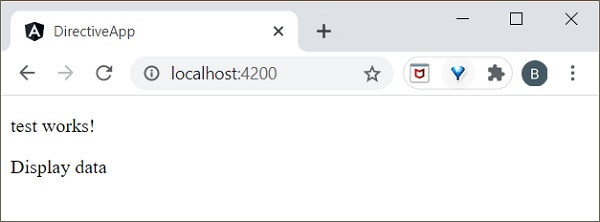 DirectiveApp
localhost:4200
B
test works!
Display data